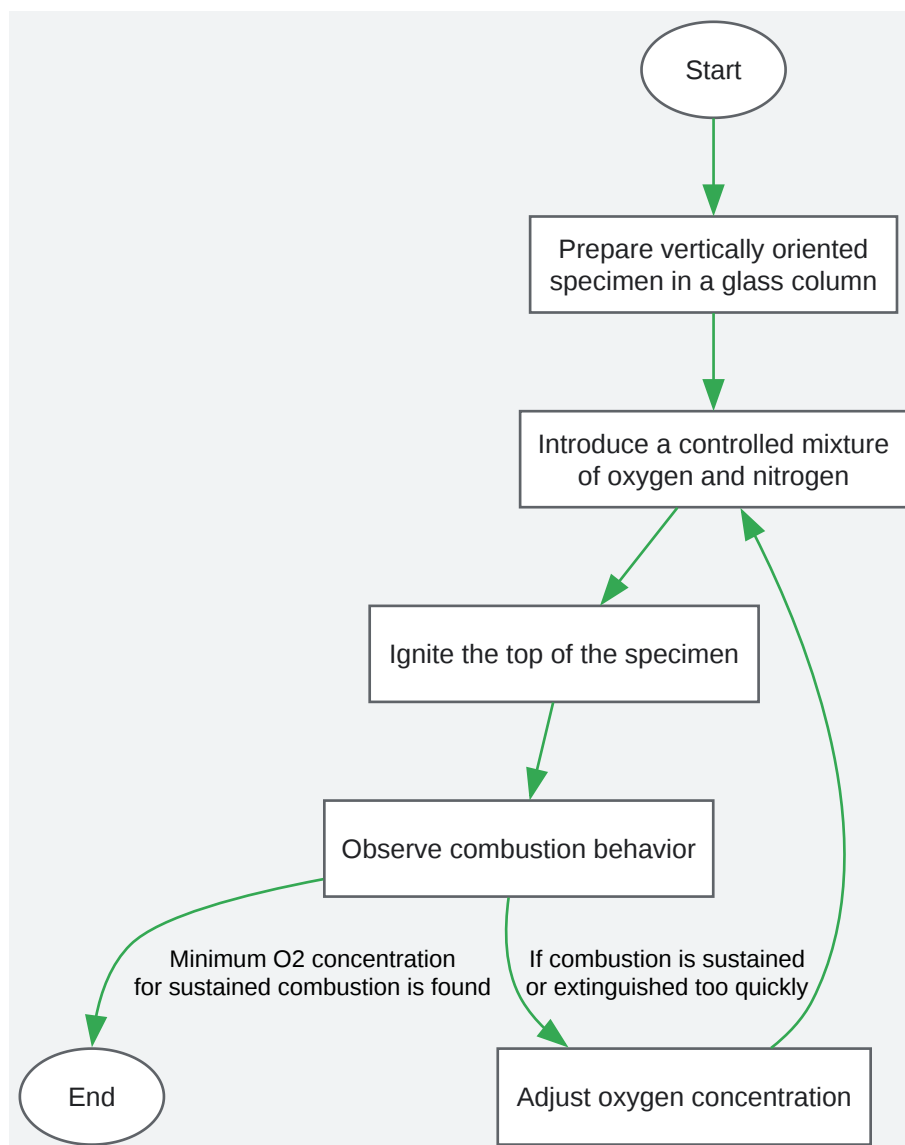 Start
Prepare vertically oriented
specimen in a glass column
Introduce a controlled mixture
of oxygen and nitrogen
Ignite the top of the specimen
Observe combustion behavior
Minimum O2 concentration
for sustained combustion is found
If combustion is sustained
or extinguished too quickly
End
Adjust oxygen concentration